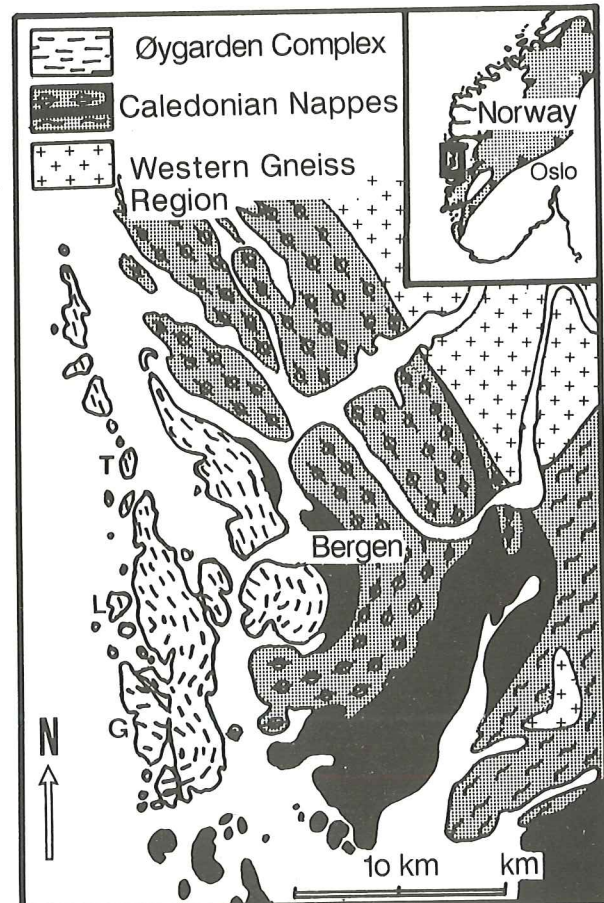 Øygarden Complex
Caledonian Nappes
Western Gneiss
Region
Norway
Oslo
T
Bergen
L
G
N
10 km
km